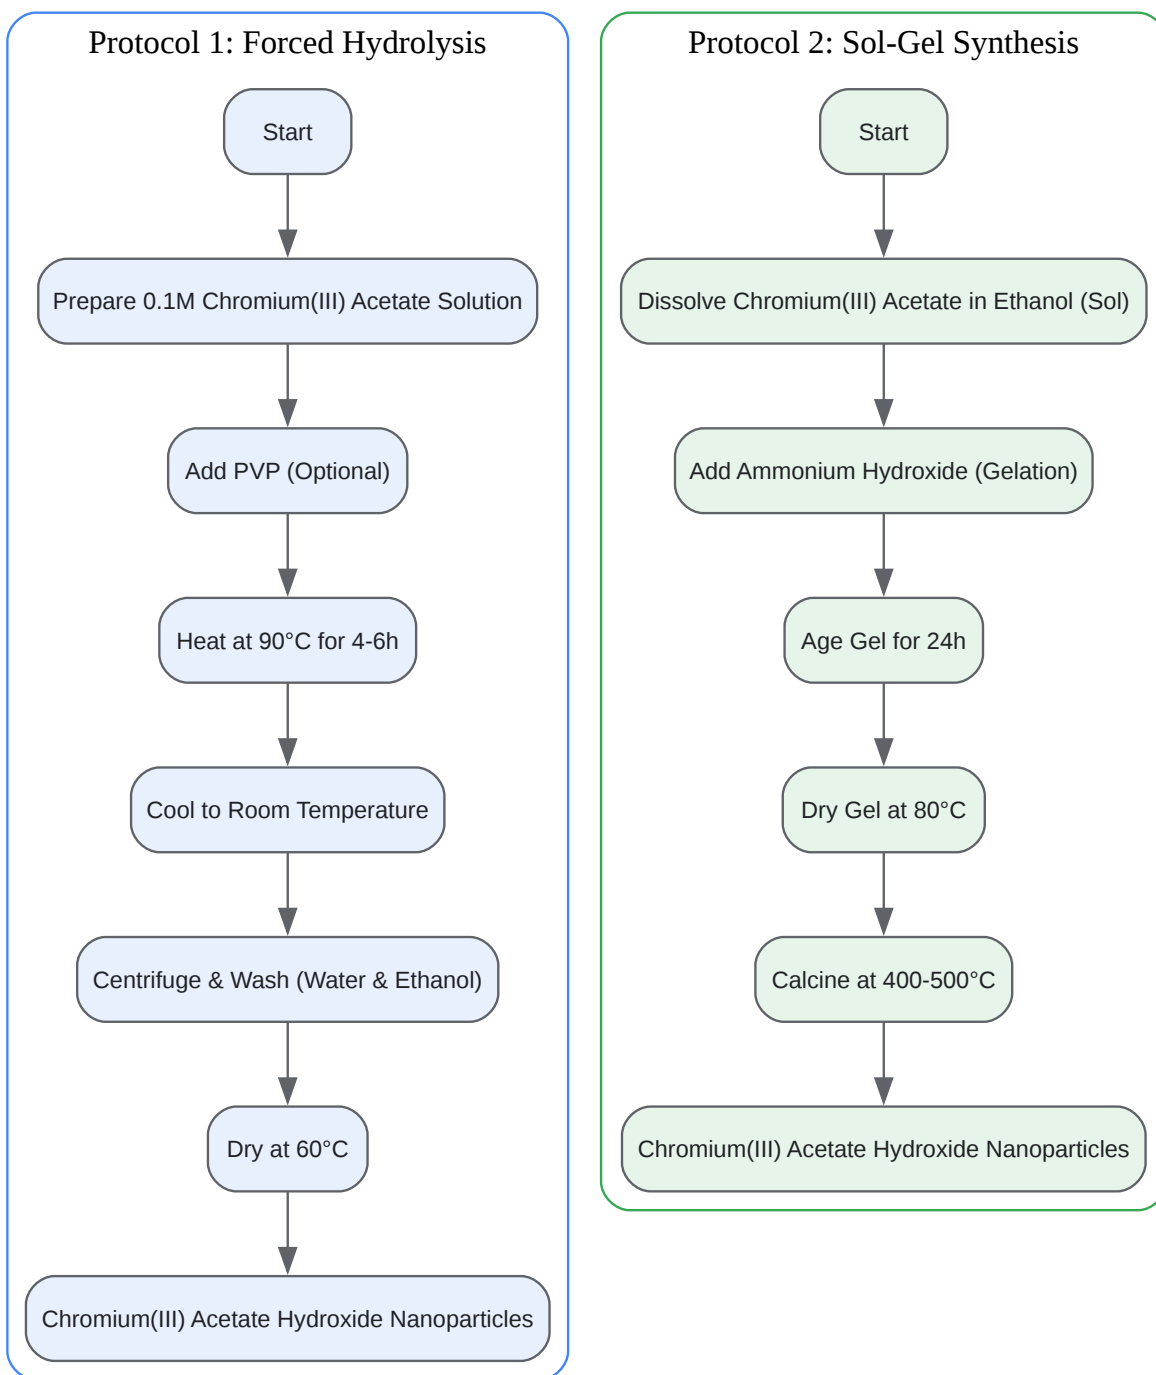 Protocol 1: Forced Hydrolysis
Start
Prepare 0.1M Chromium(III) Acetate Solution
Add PVP (Optional)
Heat at 90°C for 4-6h
Cool to Room Temperature
Centrifuge & Wash (Water & Ethanol)
Dry at 60°C
Chromium(III) Acetate Hydroxide Nanoparticles
Protocol 2: Sol-Gel Synthesis
Start
Dissolve Chromium(III) Acetate in Ethanol (Sol)
Add Ammonium Hydroxide (Gelation)
Age Gel for 24h
Dry Gel at 80°C
Calcine at 400-500°C
Chromium(III) Acetate Hydroxide Nanoparticles